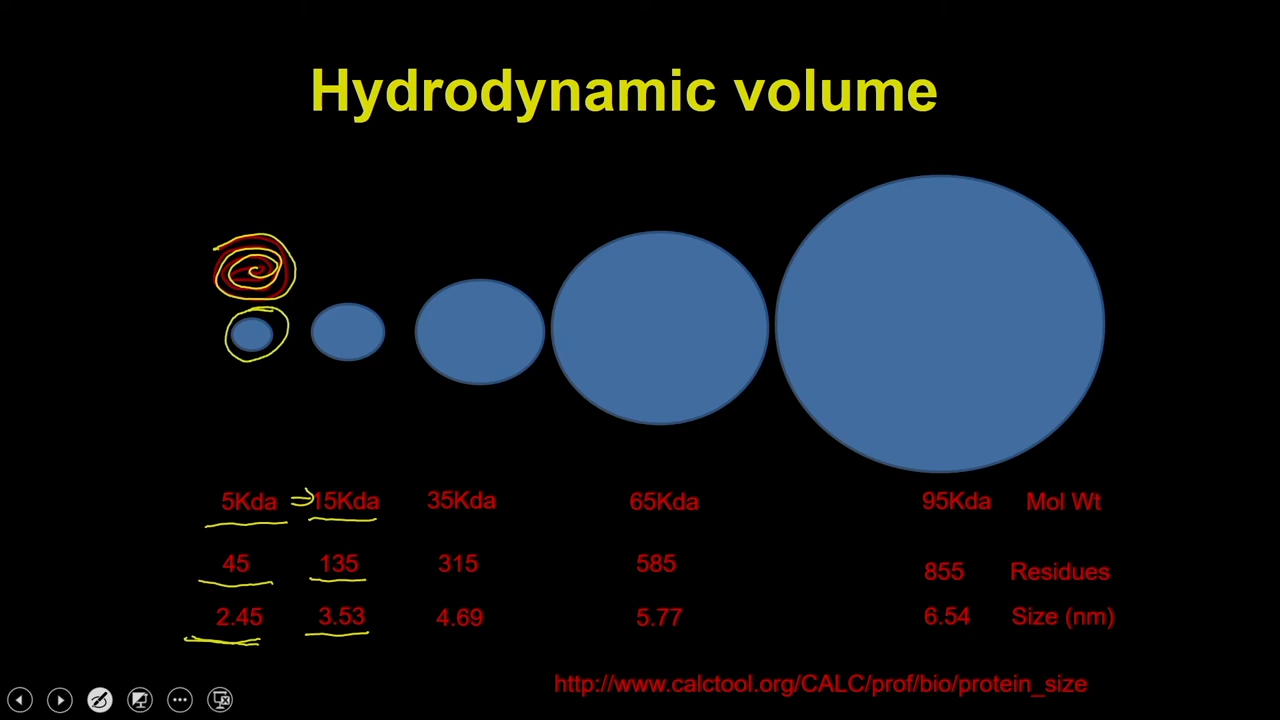 Hydrodynamic volume
5Kda ⇒ 15Kda 35Kda 65Kda 95Kda Mol Wt
45 135 315 585 855 Residues
2.45 3.53 4.69 5.77 6.54 Size (nm)
http://www.calctool.org/CALC/prof/bio/protein_size